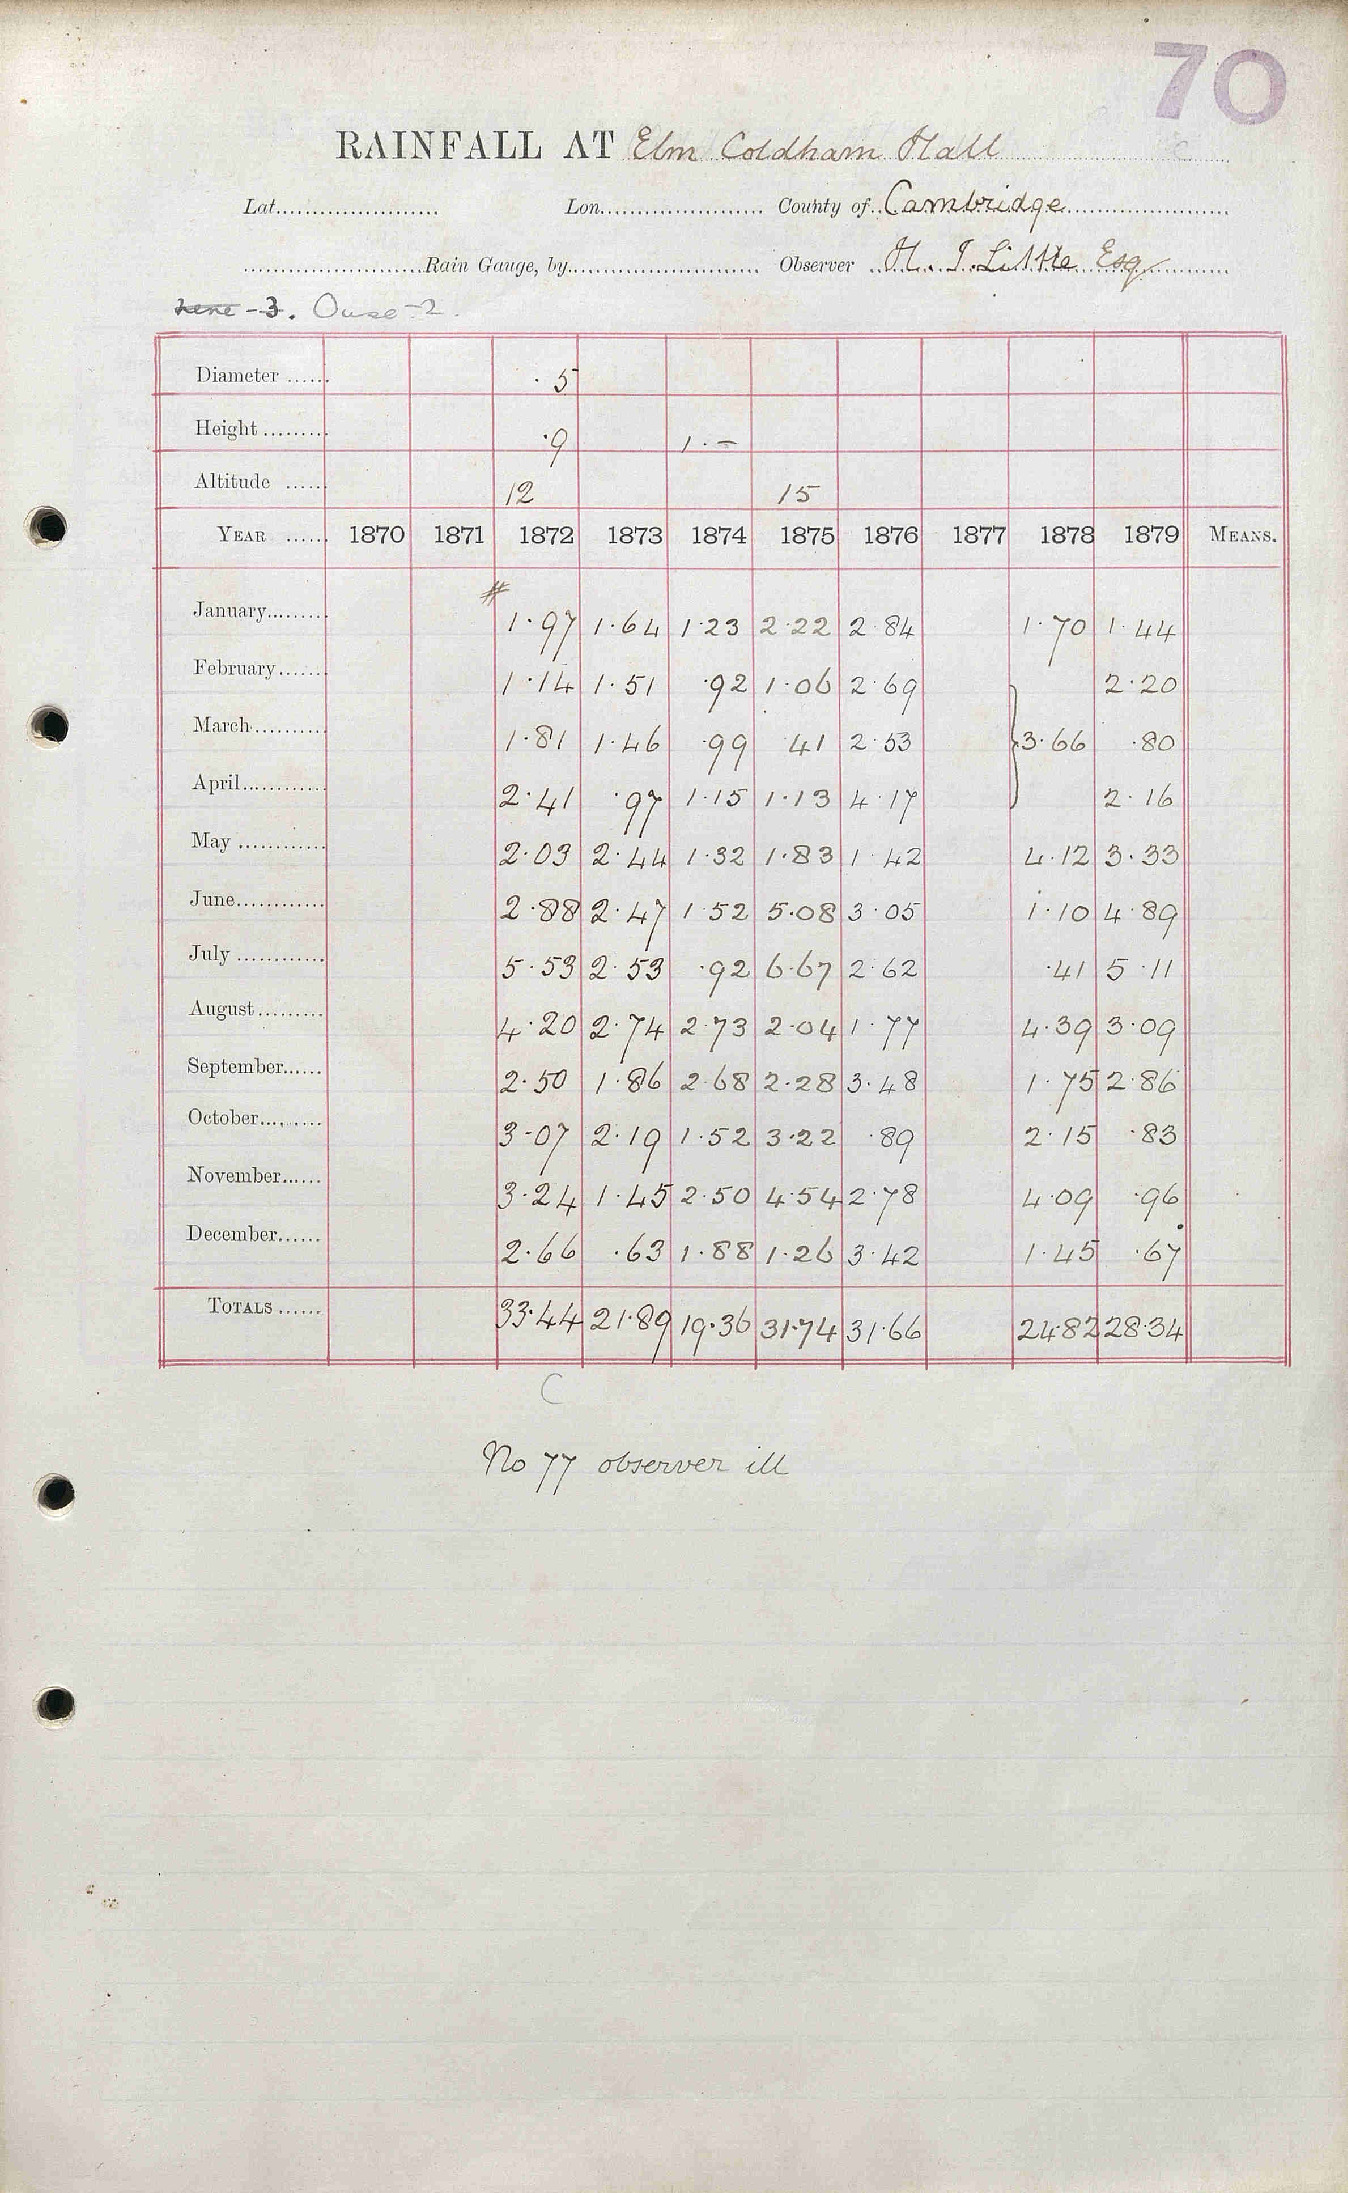 70
RAINFALL AT Elm Coldham Hall
Lat. Lon. County of Cambridge
Rain Gauge, by Observer H. J. Little Esq
3. Ouse-2.
Diameter ...... ·5
Height ......... ·9 1·-
Altitude ...... 12 15
YEAR ...... 1870 1871 1872 1873 1874 1875 1876 1877 1878 1879 MEANS.
#
January......... 1·97 1·64 1·23 2·22 2·84 1·70 1·44
February....... 1·14 1·51 ·92 1·06 2·69 2·20
March........... 1·81 1·46 ·99 41 2·53 } 3·66 ·80
April............. 2·41 ·97 1·15 1·13 4·17 2·16
May ............. 2·03 2·44 1·32 1·83 1·42 4·12 3·33
June............. 2·88 2·47 1·52 5·08 3·05 1·10 4·89
July ............. 5·53 2·53 ·92 6·67 2·62 ·41 5·11
August.......... 4·20 2·74 2·73 2·04 1·77 4·39 3·09
September...... 2·50 1·86 2·68 2·28 3·48 1·75 2·86
October.......... 3·07 2·19 1·52 3·22 ·89 2·15 ·83
November...... 3·24 1·45 2·50 4·54 2·78 4·09 ·96
December...... 2·66 ·63 1·88 1·26 3·42 1·45 ·67
TOTALS ...... 33·44 21·89 19·36 31·74 31·66 24·82 28·34
C
No 77 observer ill